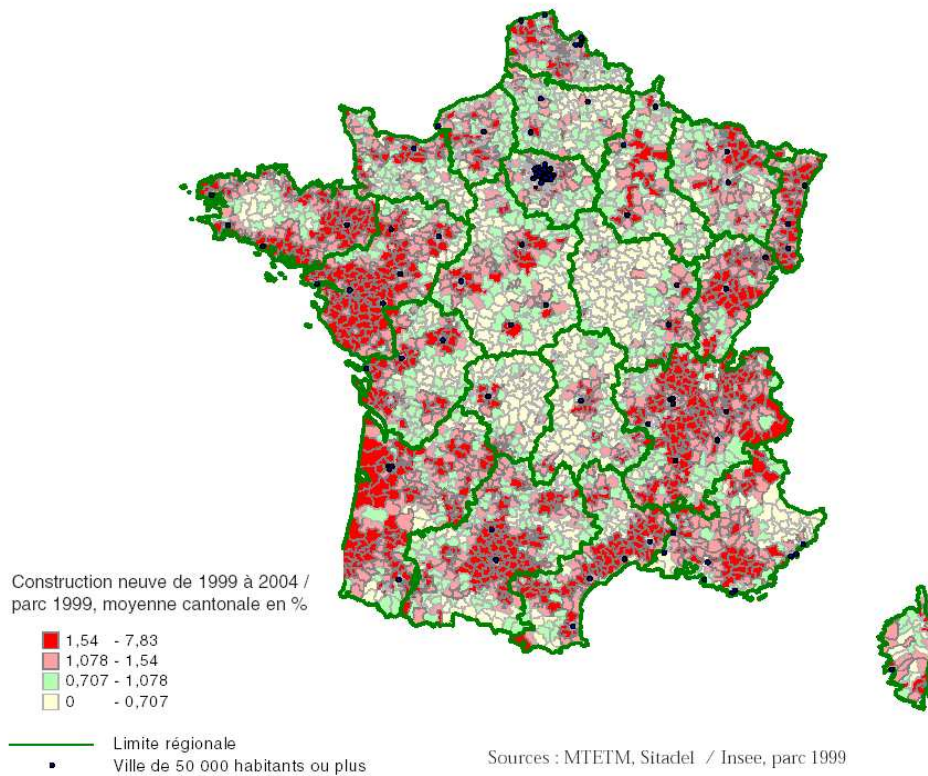 Construction neuve de 1999 à 2004 /
parc 1999, moyenne cantonale en %
1,54 - 7,83
1,078 - 1,54
0,707 - 1,078
0 - 0,707
Limite régionale
Ville de 50 000 habitants ou plus
Sources : MTETM, Sitadel / Insee, parc 1999